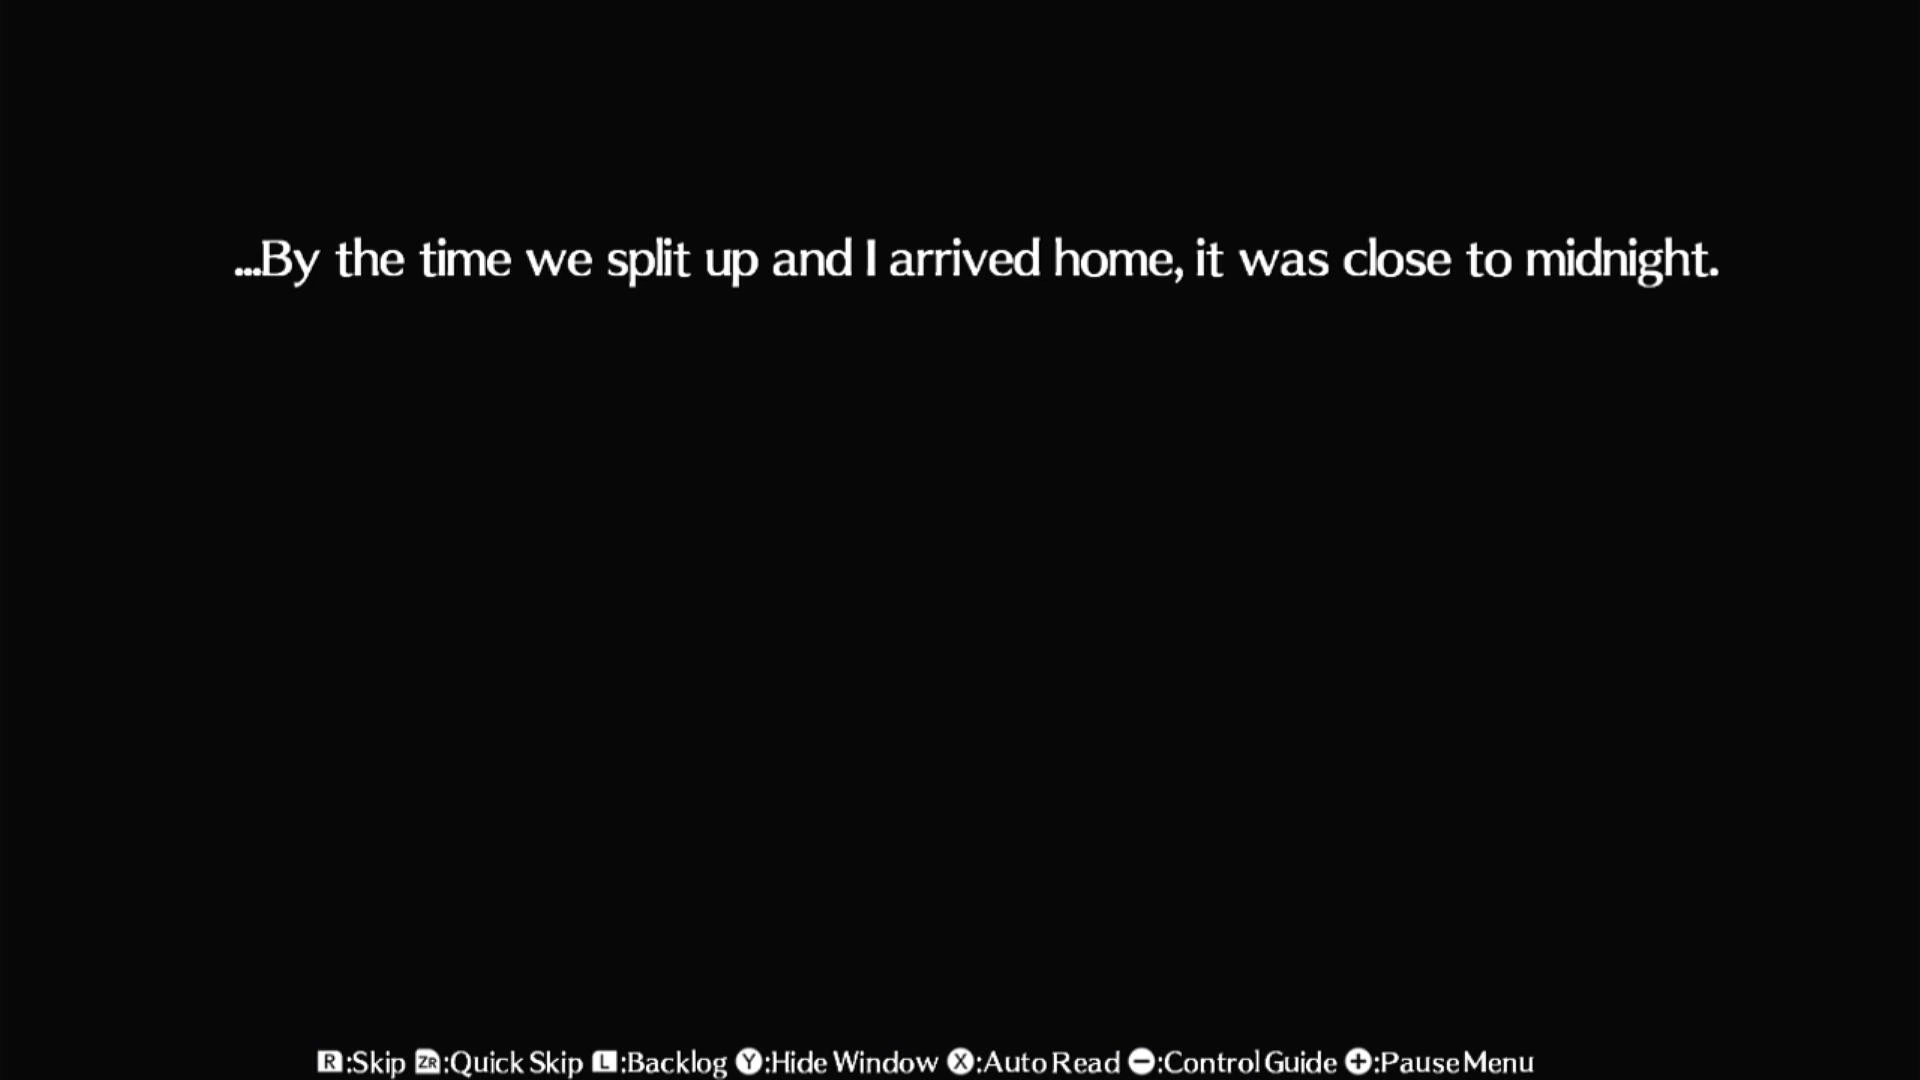 ...By the time we split up and I arrived home, it was close to midnight.
R:Skip ZR:Quick Skip L:Backlog Y:Hide Window X:Auto Read -:Control Guide +:Pause Menu